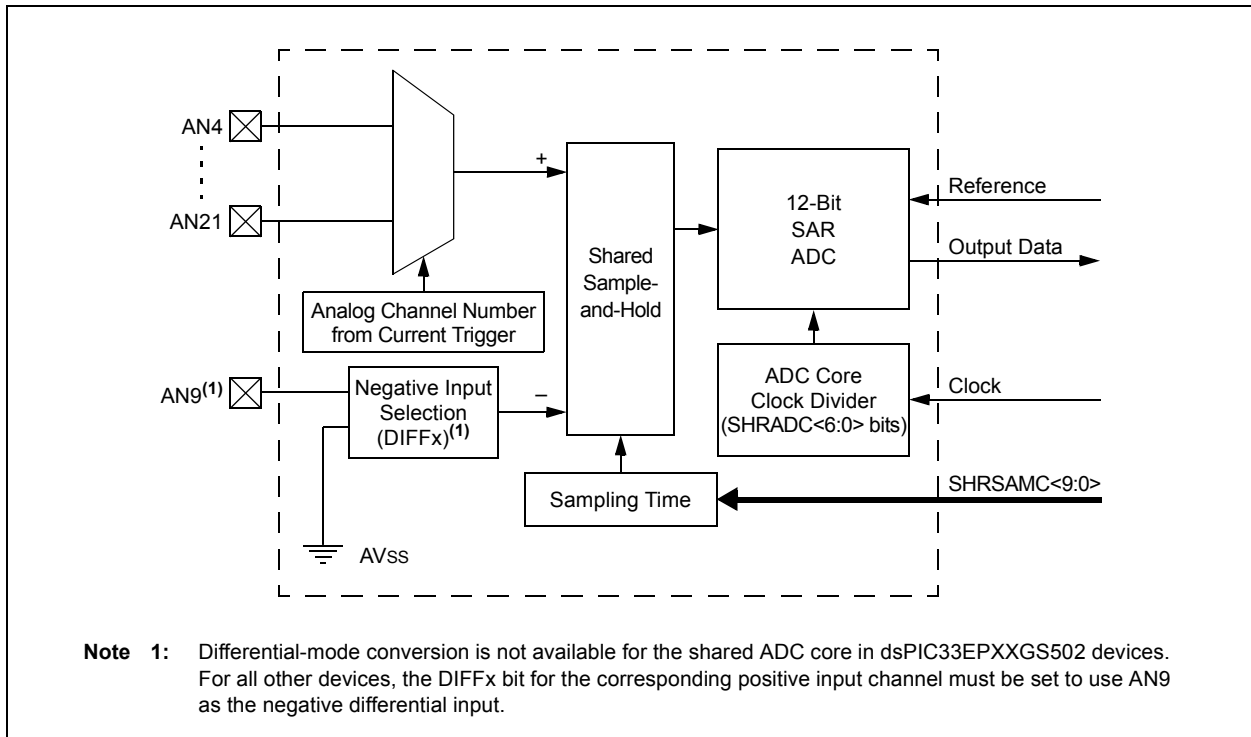 AN4
AN21
+
Analog Channel Number
from Current Trigger
AN9(1)
Negative Input
Selection
(DIFFx)(1)
–
AVSS
Shared
Sample-
and-Hold
Sampling Time
12-Bit
SAR
ADC
ADC Core
Clock Divider
(SHRADC<6:0> bits)
Reference
Output Data
Clock
SHRSAMC<9:0>
Note 1: Differential-mode conversion is not available for the shared ADC core in dsPIC33EPXXGS502 devices.
For all other devices, the DIFFx bit for the corresponding positive input channel must be set to use AN9
as the negative differential input.